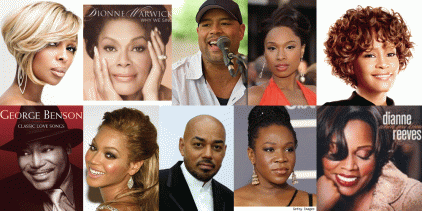 DIONNE WARWICK
WHY WE SING
GEORGE BENSON
CLASSIC LOVE SONGS
Getty Images
dianne
reeves